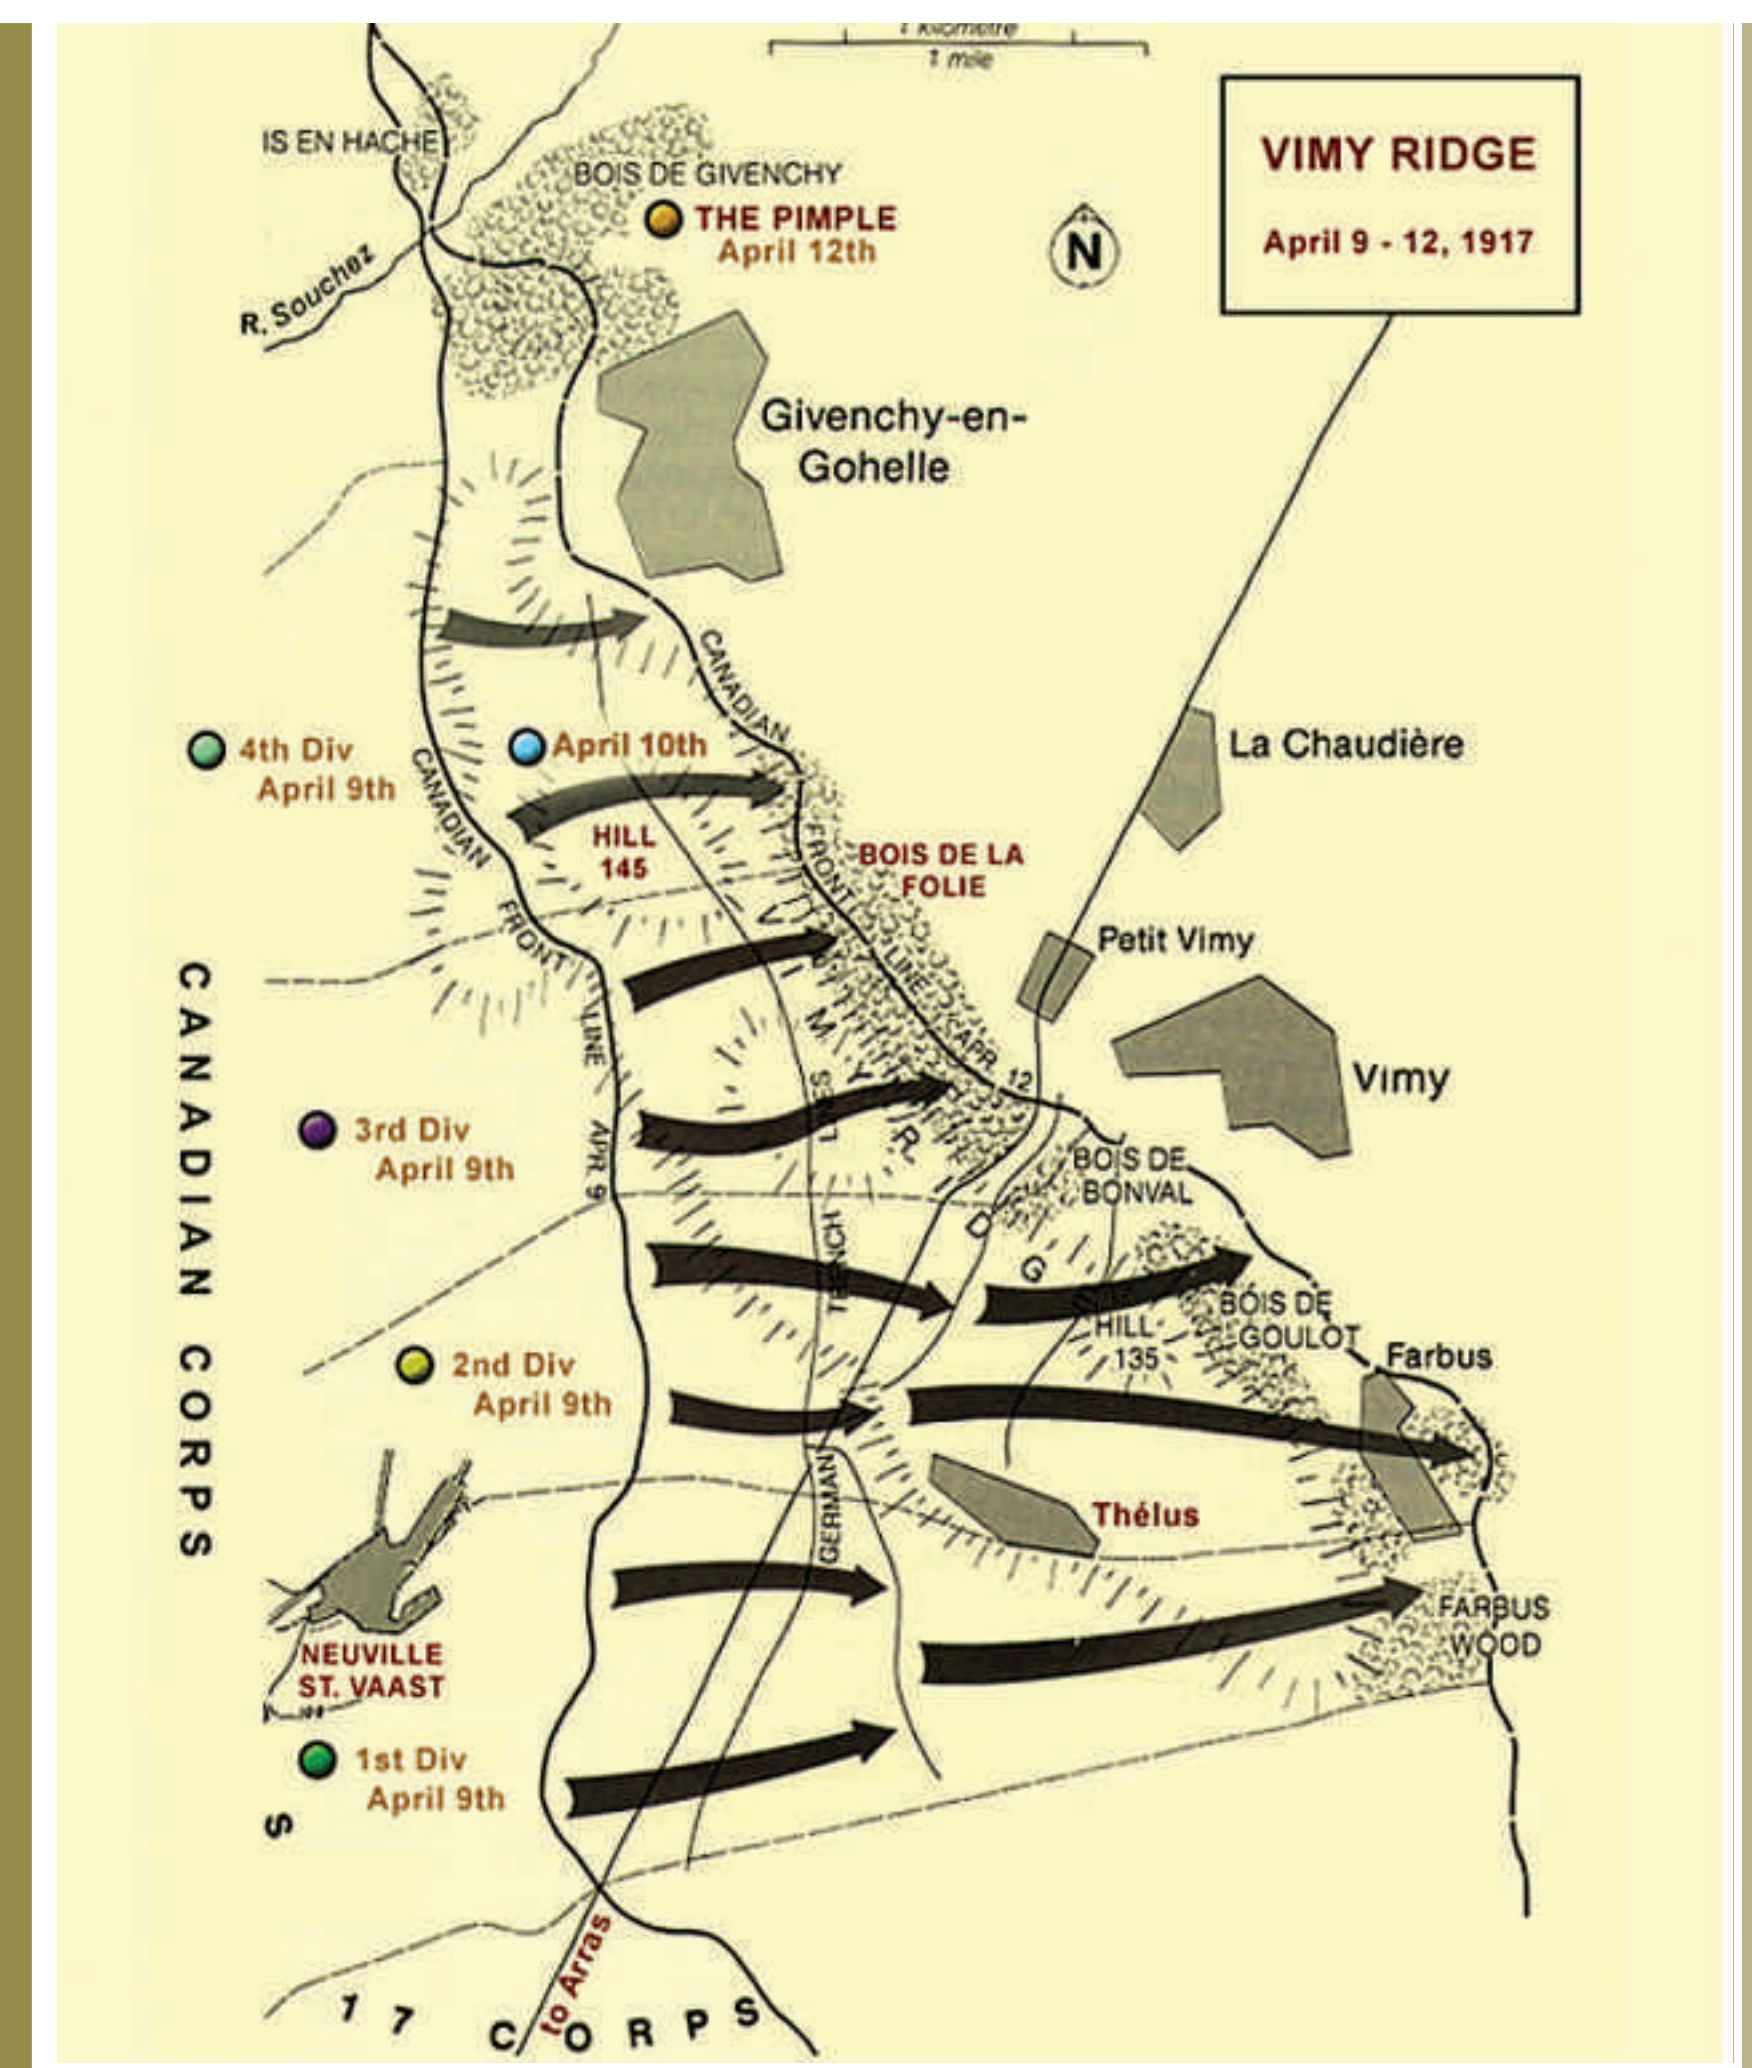 1 kilometre
1 mile
VIMY RIDGE
April 9 - 12, 1917
IS EN HACHE
BOIS DE GIVENCHY
THE PIMPLE
April 12th
N
R. Souchez
Givenchy-en-
Gohelle
CANADIAN FRONT LINE APR. 12
4th Div
April 9th
April 10th
La Chaudière
CANADIAN FRONT LINE APR. 9
HILL
145
BOIS DE LA
FOLIE
Petit Vimy
V I M Y R I D G E
Vimy
CANADIAN CORPS
3rd Div
April 9th
GERMAN TRENCH LINES
BOIS DE
BONVAL
HILL
135
BOIS DE
GOULOT
Farbus
2nd Div
April 9th
Thélus
FARBUS
WOOD
NEUVILLE
ST. VAAST
1st Div
April 9th
S
to Arras
17 CORPS